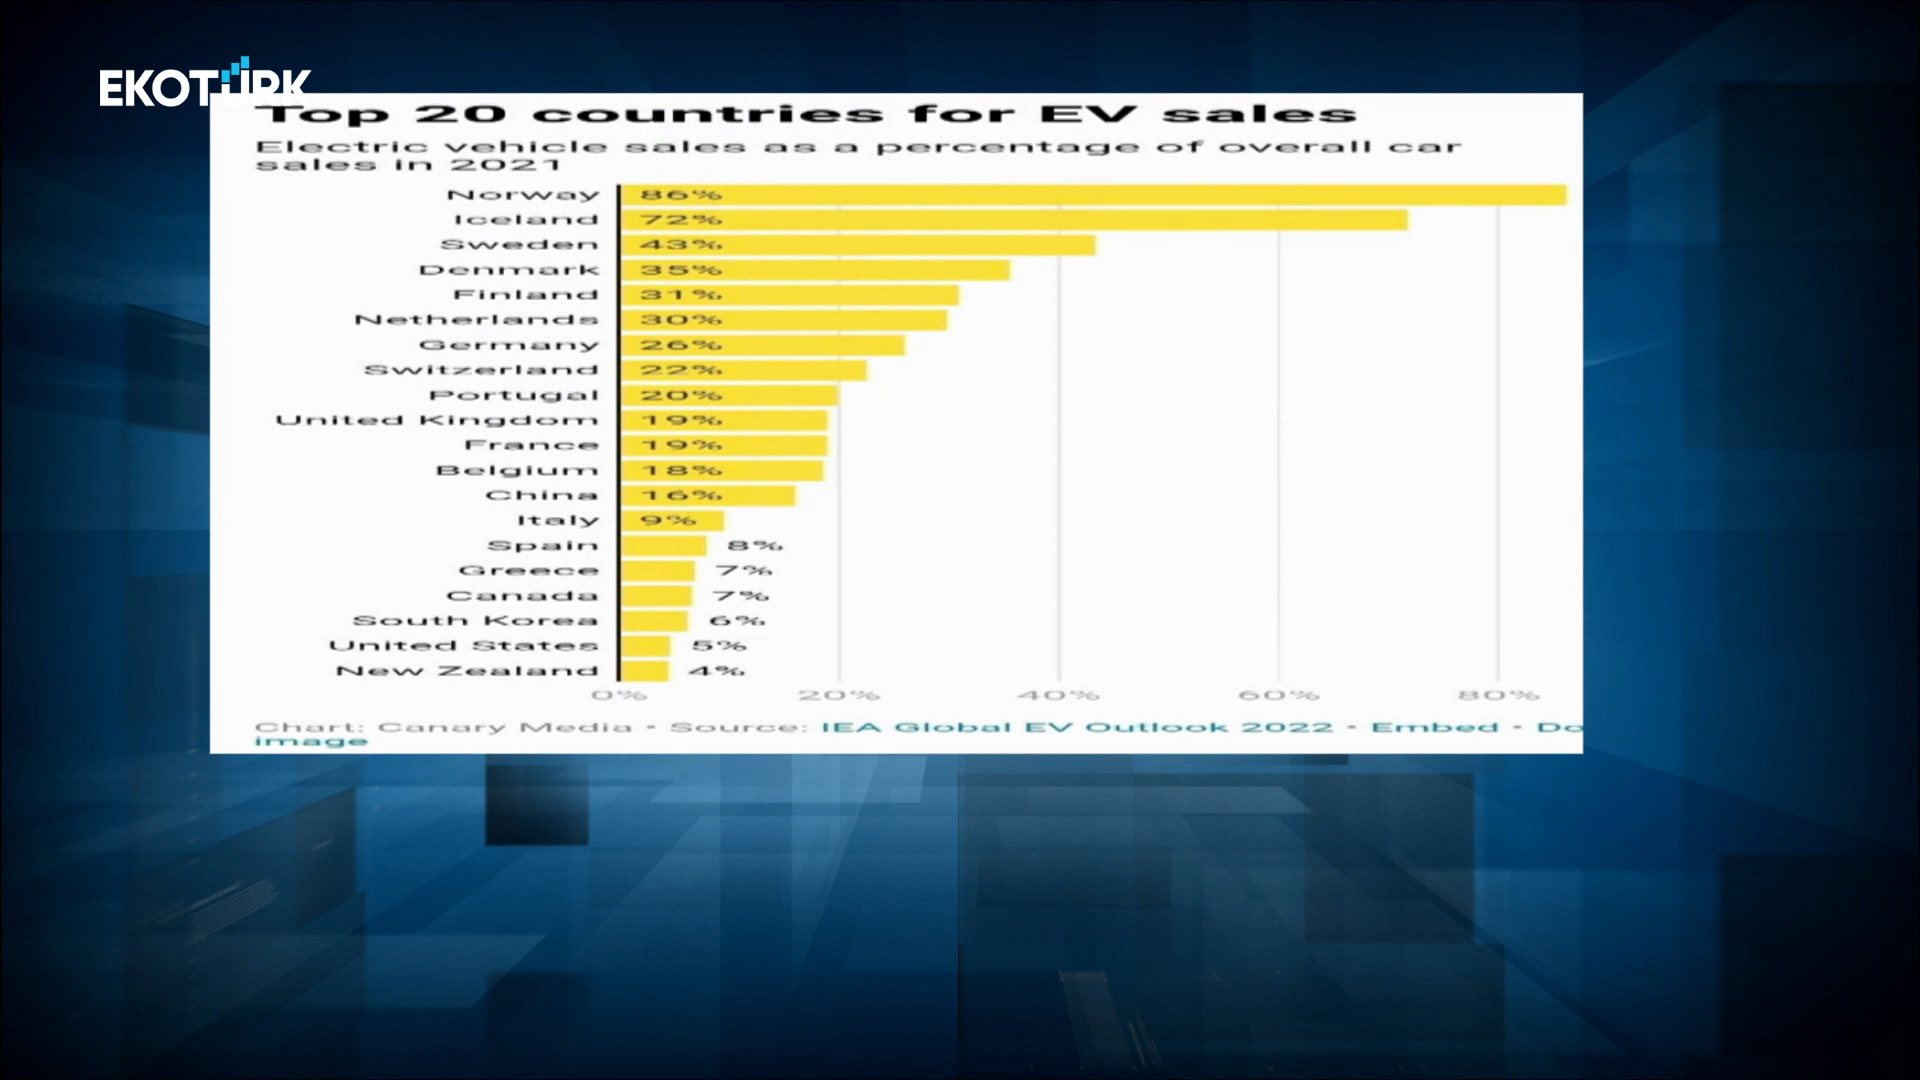 EKOTÜRK
Top 20 countries for EV sales
Electric vehicle sales as a percentage of overall car
sales in 2021
Norway 86%
Iceland 72%
Sweden 43%
Denmark 35%
Finland 31%
Netherlands 30%
Germany 26%
Switzerland 22%
Portugal 20%
United Kingdom 19%
France 19%
Belgium 18%
China 16%
Italy 9%
Spain 8%
Greece 7%
Canada 7%
South Korea 6%
United States 5%
New Zealand 4%
0% 20% 40% 60% 80%
Chart: Canary Media • Source: IEA Global EV Outlook 2022 • Embed • Do
image